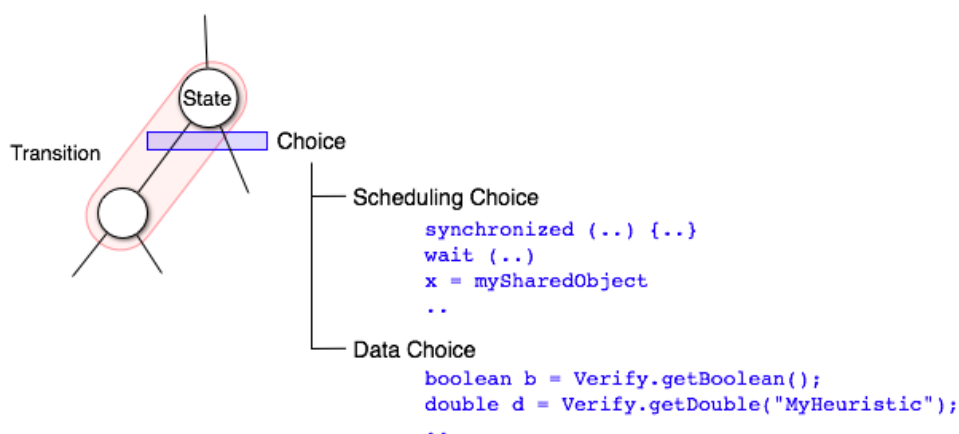 State
Transition
Choice
Scheduling Choice
synchronized (..) {..}
wait (..)
x = mySharedObject
..
Data Choice
boolean b = Verify.getBoolean();
double d = Verify.getDouble("MyHeuristic");
..